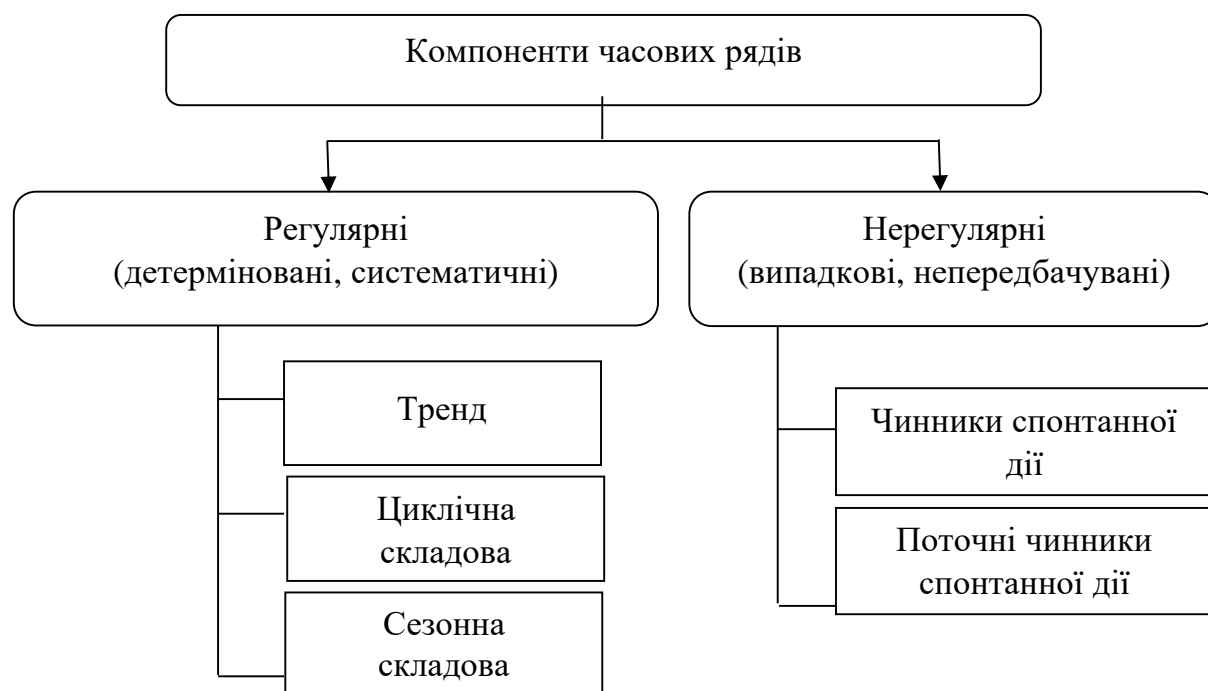 Компоненти часових рядів
Регулярні
(детерміновані, систематичні)
Нерегулярні
(випадкові, непередбачувані)
Тренд
Циклічна
складова
Сезонна
складова
Чинники спонтанної
дії
Поточні чинники
спонтанної дії